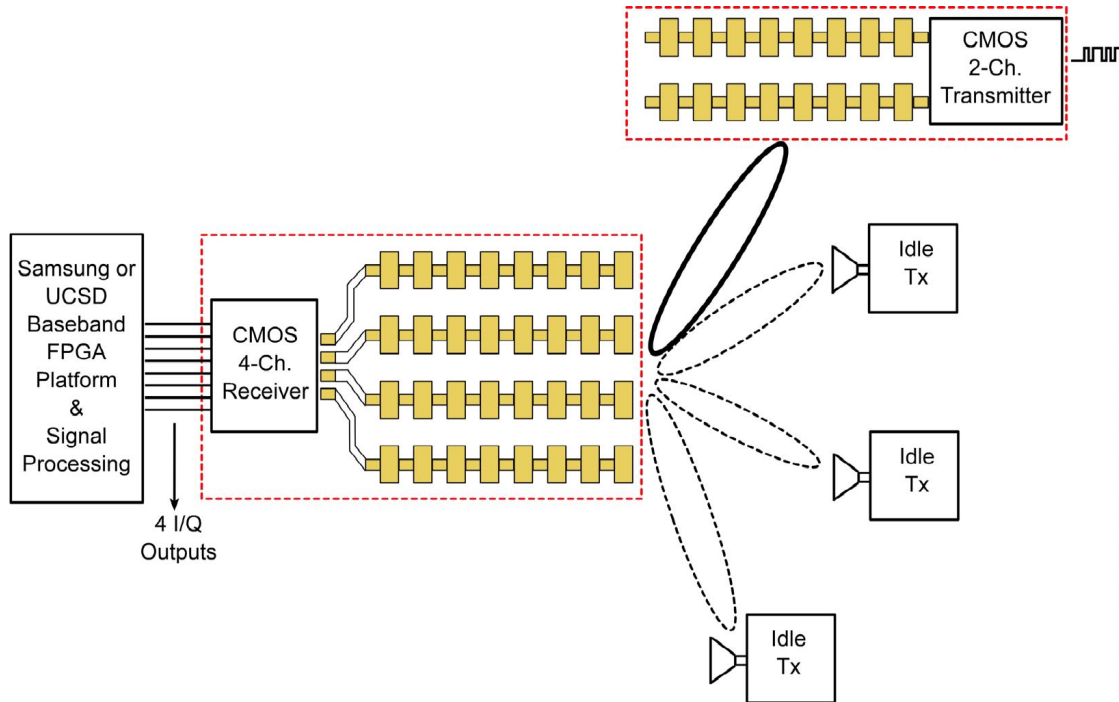 CMOS
2-Ch.
Transmitter
Samsung or
UCSD
Baseband
FPGA
Platform
&
Signal
Processing
CMOS
4-Ch.
Receiver
4 I/Q
Outputs
Idle
Tx
Idle
Tx
Idle
Tx